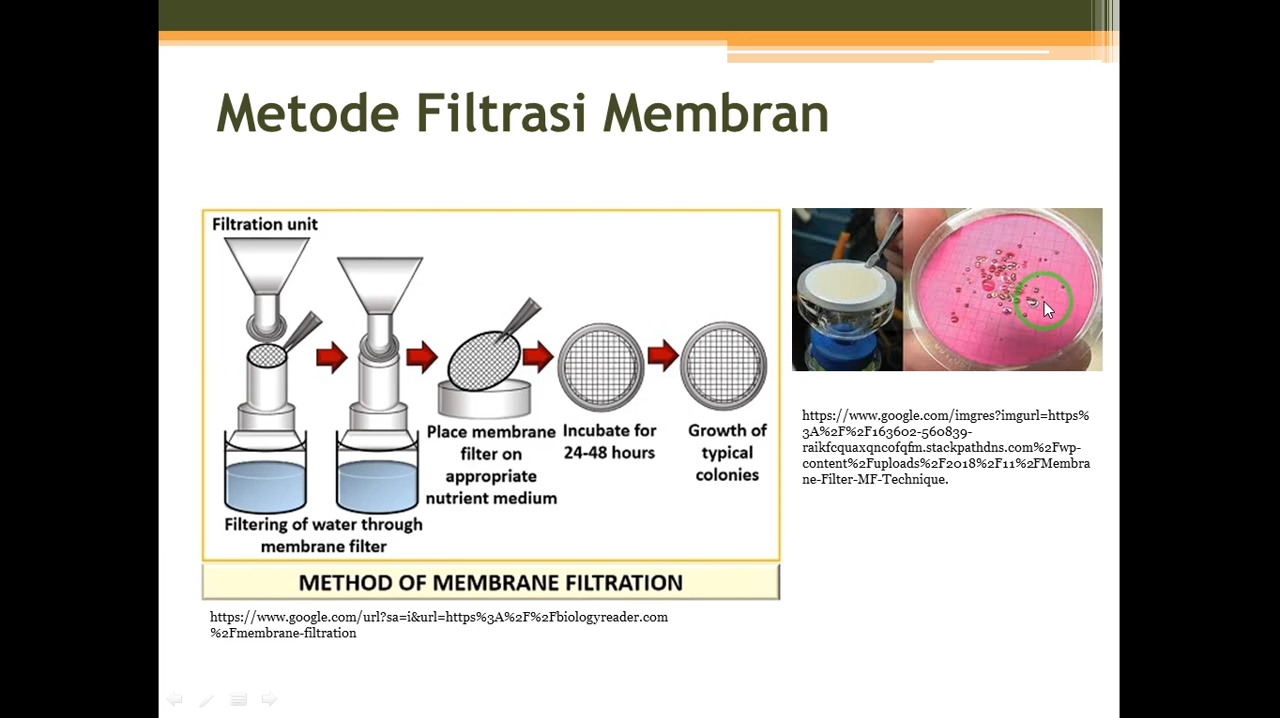 Metode Filtrasi Membran
Filtration unit
Filtering of water through
membrane filter
Place membrane
filter on
appropriate
nutrient medium
Incubate for
24-48 hours
Growth of
typical
colonies
METHOD OF MEMBRANE FILTRATION
https://www.google.com/url?sa=i&url=https%3A%2F%2Fbiologyreader.com
%2Fmembrane-filtration
https://www.google.com/imgres?imgurl=https%
3A%2F%2F163602-560839-
raikfcquaxqncofqfm.stackpathdns.com%2Fwp-
content%2Fuploads%2F2018%2F11%2FMembra
ne-Filter-MF-Technique.